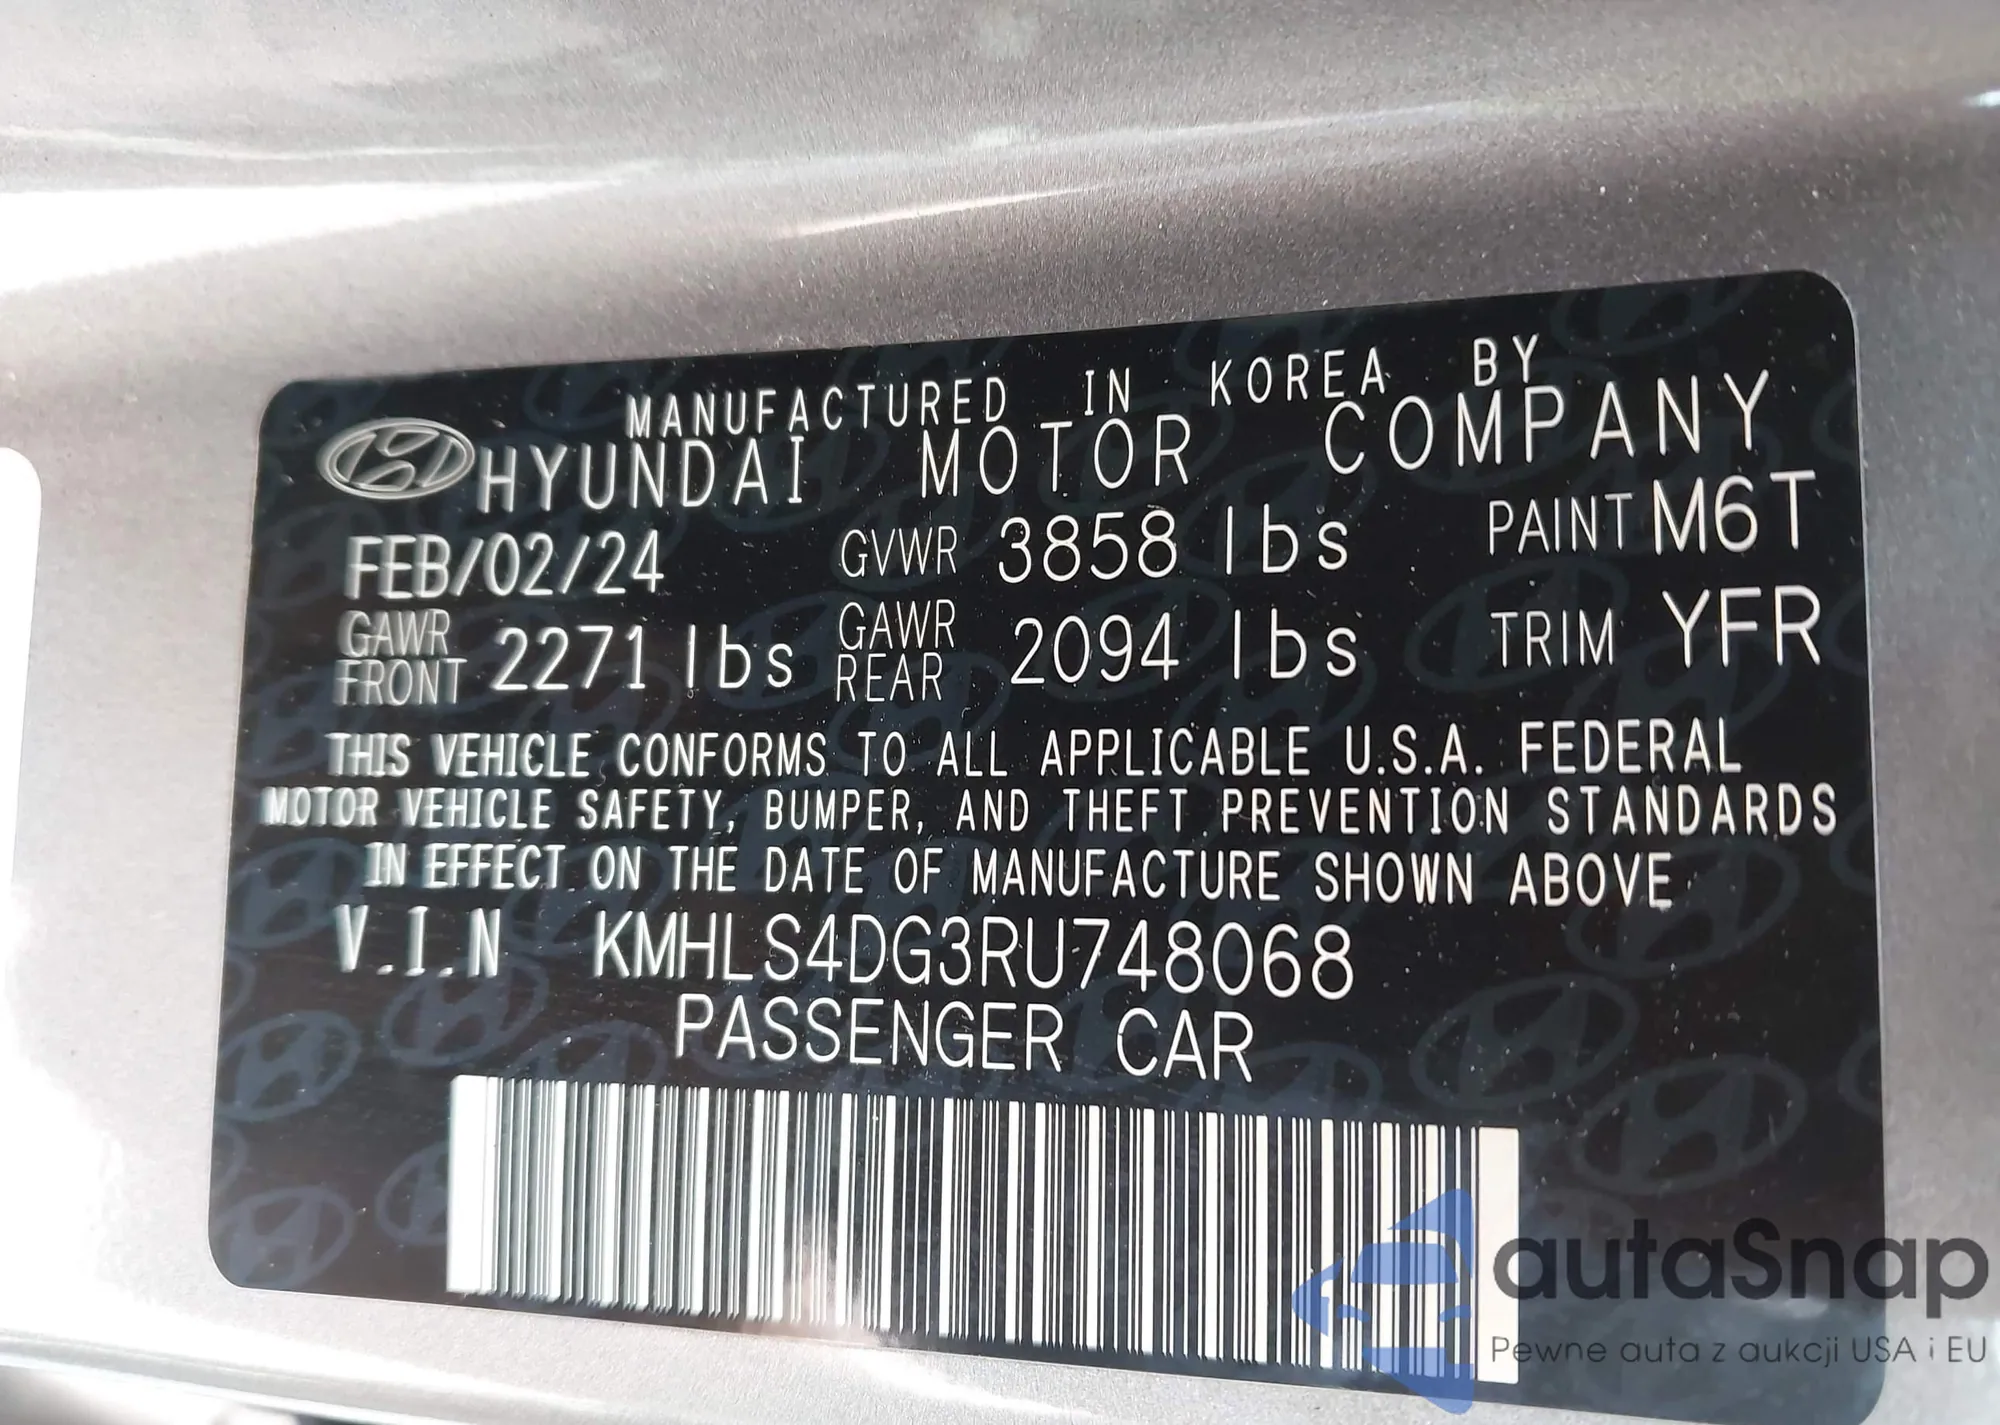 MANUFACTURED IN KOREA BY
HYUNDAI MOTOR COMPANY
FEB/02/24 GVWR 3858 lbs PAINT M6T
GAWR FRONT 2271 lbs GAWR REAR 2094 lbs TRIM YFR
THIS VEHICLE CONFORMS TO ALL APPLICABLE U.S.A. FEDERAL
MOTOR VEHICLE SAFETY, BUMPER, AND THEFT PREVENTION STANDARDS
IN EFFECT ON THE DATE OF MANUFACTURE SHOWN ABOVE
V.I.N KMHLS4DG3RU748068
PASSENGER CAR
autaSnap
Pewne auta z aukcji USA i EU